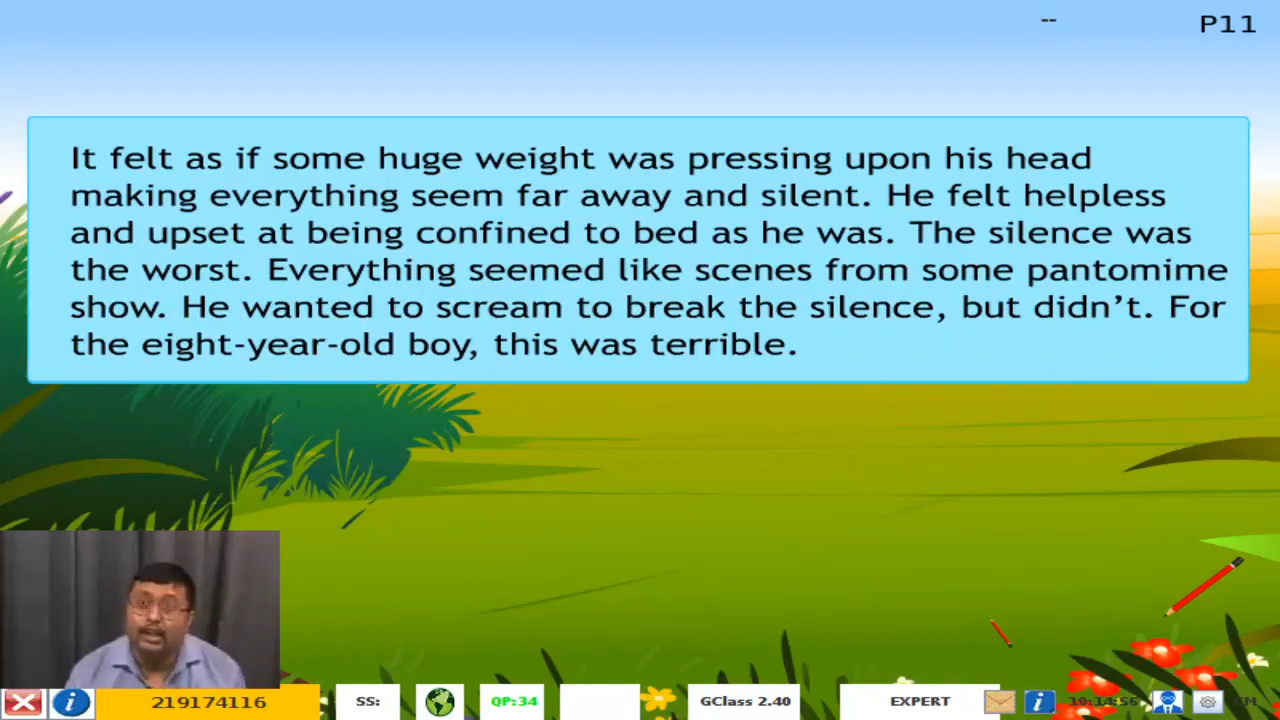 --
P11
It felt as if some huge weight was pressing upon his head
making everything seem far away and silent. He felt helpless
and upset at being confined to bed as he was. The silence was
the worst. Everything seemed like scenes from some pantomime
show. He wanted to scream to break the silence, but didn’t. For
the eight-year-old boy, this was terrible.
219174116
SS:
QP:34
GClass 2.40
EXPERT
10:14:56